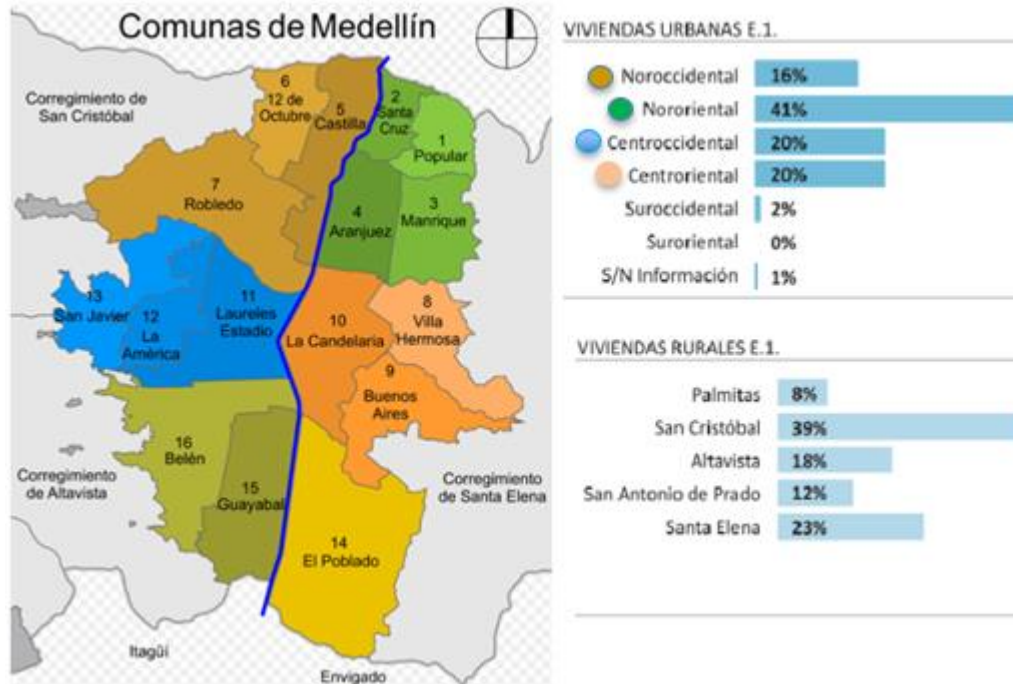 Comunas de Medellín
Corregimiento de
San Cristóbal
6
12 de
Octubre
5
Castilla
2
Santa
Cruz
1
Popular
7
Robledo
4
Aranjuez
3
Manrique
13
San Javier
12
La
América
11
Laureles
Estadio
10
La Candelaria
8
Villa
Hermosa
9
Buenos
Aires
16
Belén
Corregimiento
de Altavista
15
Guayabal
Corregimiento
de Santa Elena
14
El Poblado
Itagüí
Envigado
VIVIENDAS URBANAS E.1.
Noroccidental 16%
Nororiental 41%
Centroccidental 20%
Centroriental 20%
Suroccidental 2%
Suroriental 0%
S/N Información 1%
VIVIENDAS RURALES E.1.
Palmitas 8%
San Cristóbal 39%
Altavista 18%
San Antonio de Prado 12%
Santa Elena 23%